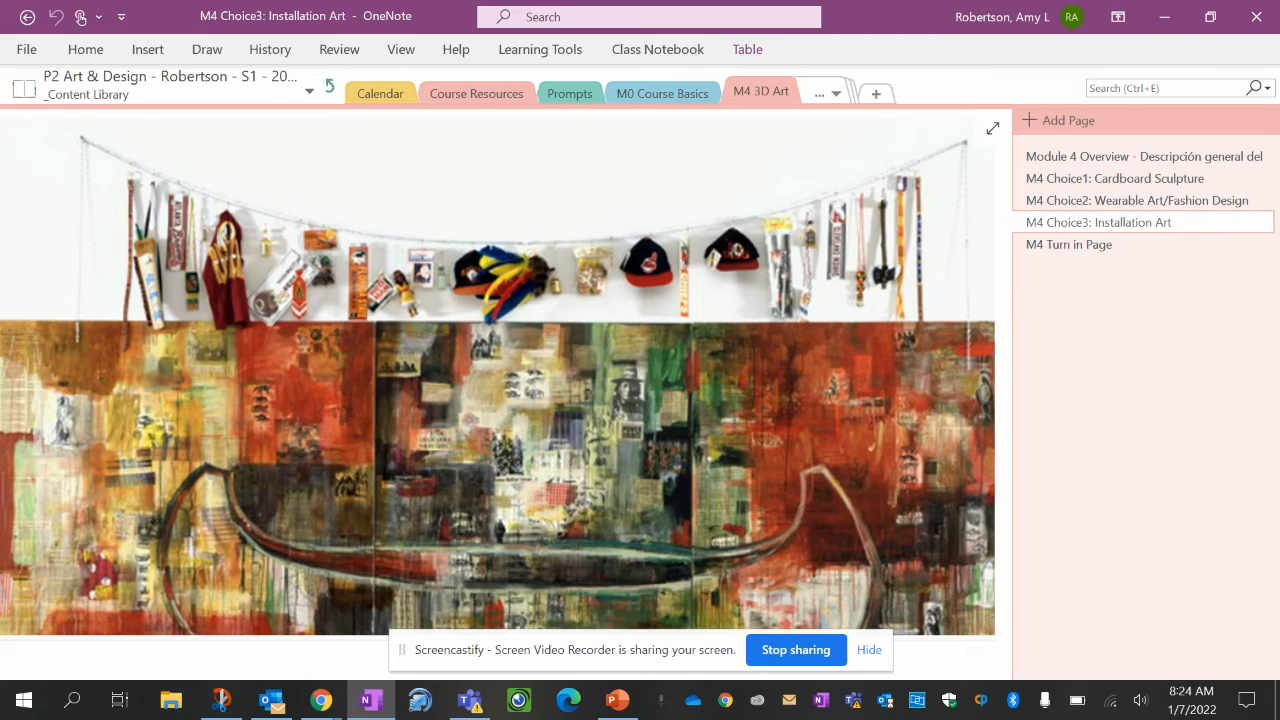 M4 Choice3: Installation Art - OneNote
Search
Robertson, Amy L
RA
File Home Insert Draw History Review View Help Learning Tools Class Notebook Table
P2 Art & Design - Robertson - S1 - 20...
_Content Library
Calendar Course Resources Prompts M0 Course Basics M4 3D Art ...
Search (Ctrl+E)
Add Page
Module 4 Overview - Descripción general del
M4 Choice1: Cardboard Sculpture
M4 Choice2: Wearable Art/Fashion Design
M4 Choice3: Installation Art
M4 Turn in Page
Screencastify - Screen Video Recorder is sharing your screen. Stop sharing Hide
8:24 AM
1/7/2022